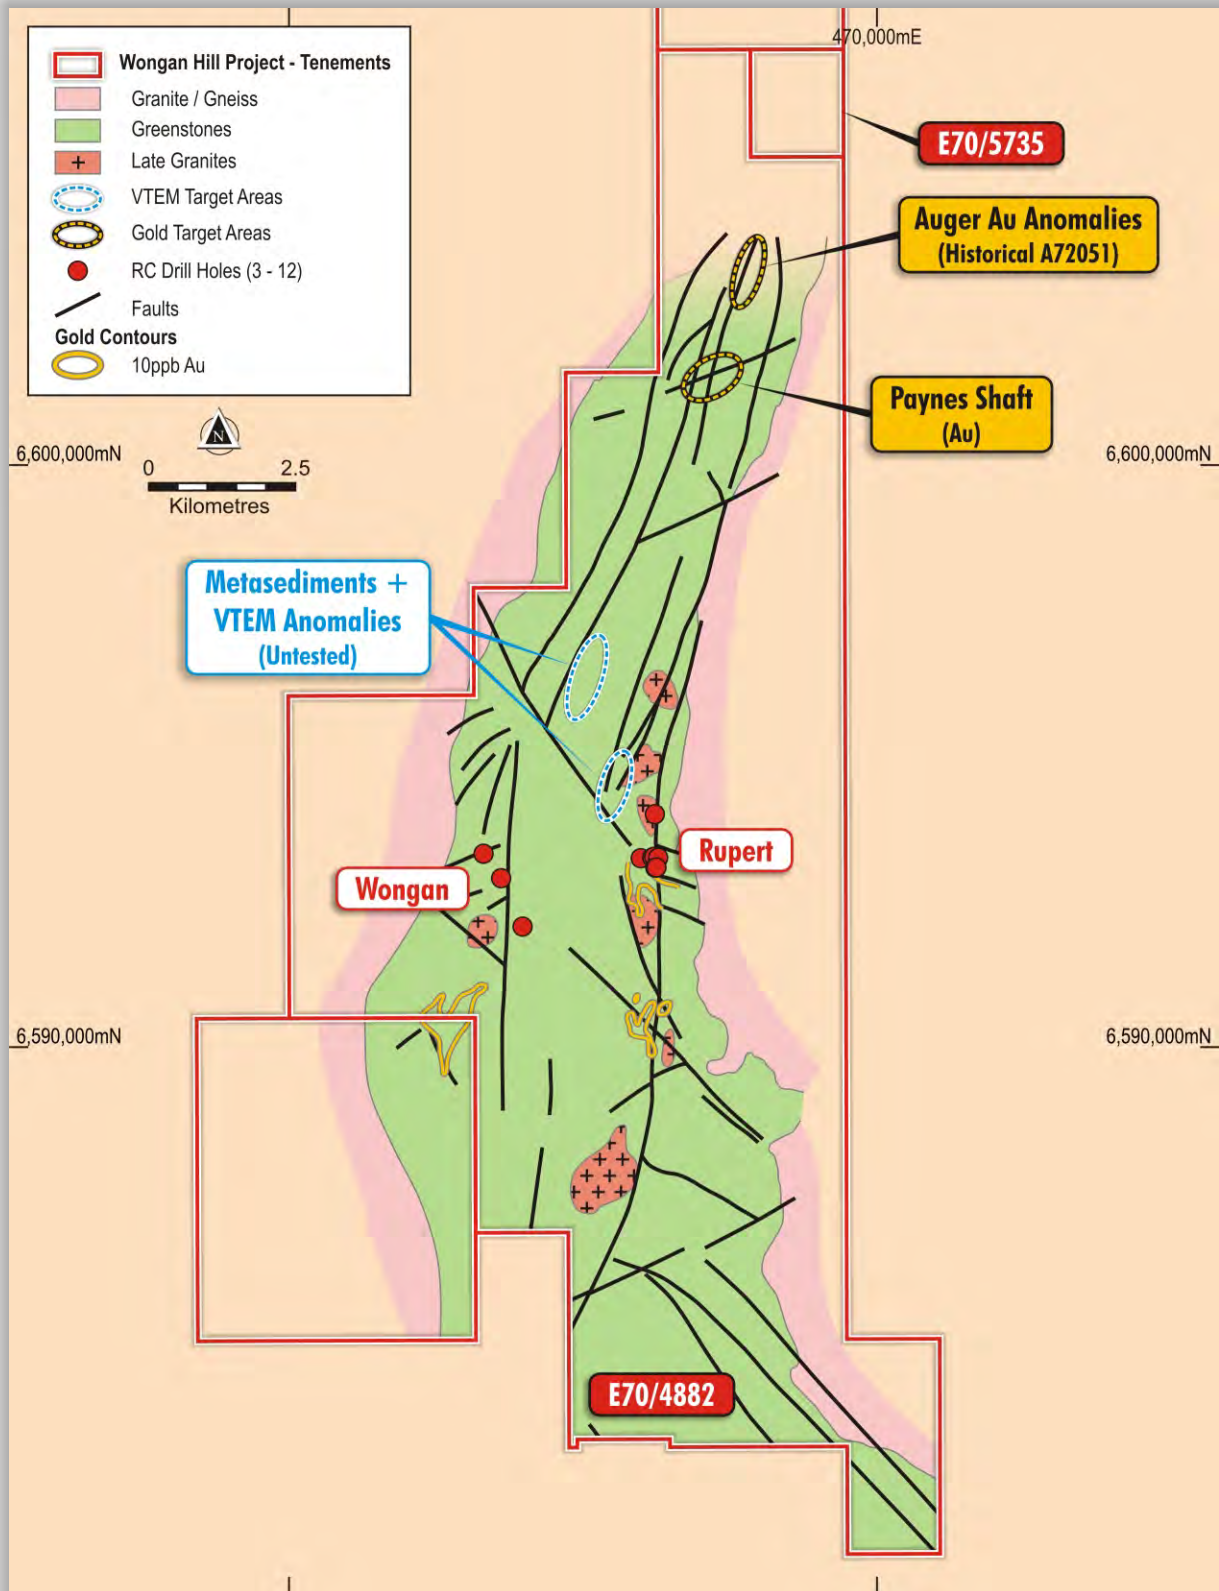 Wongan Hill Project - Tenements
Granite / Gneiss
Greenstones
Late Granites
VTEM Target Areas
Gold Target Areas
RC Drill Holes (3 - 12)
Faults
Gold Contours
10ppb Au
470,000mE
E70/5735
Auger Au Anomalies
(Historical A72051)
Paynes Shaft
(Au)
N
6,600,000mN
6,600,000mN
0 2.5
Kilometres
Metasediments +
VTEM Anomalies
(Untested)
Rupert
Wongan
6,590,000mN
6,590,000mN
E70/4882